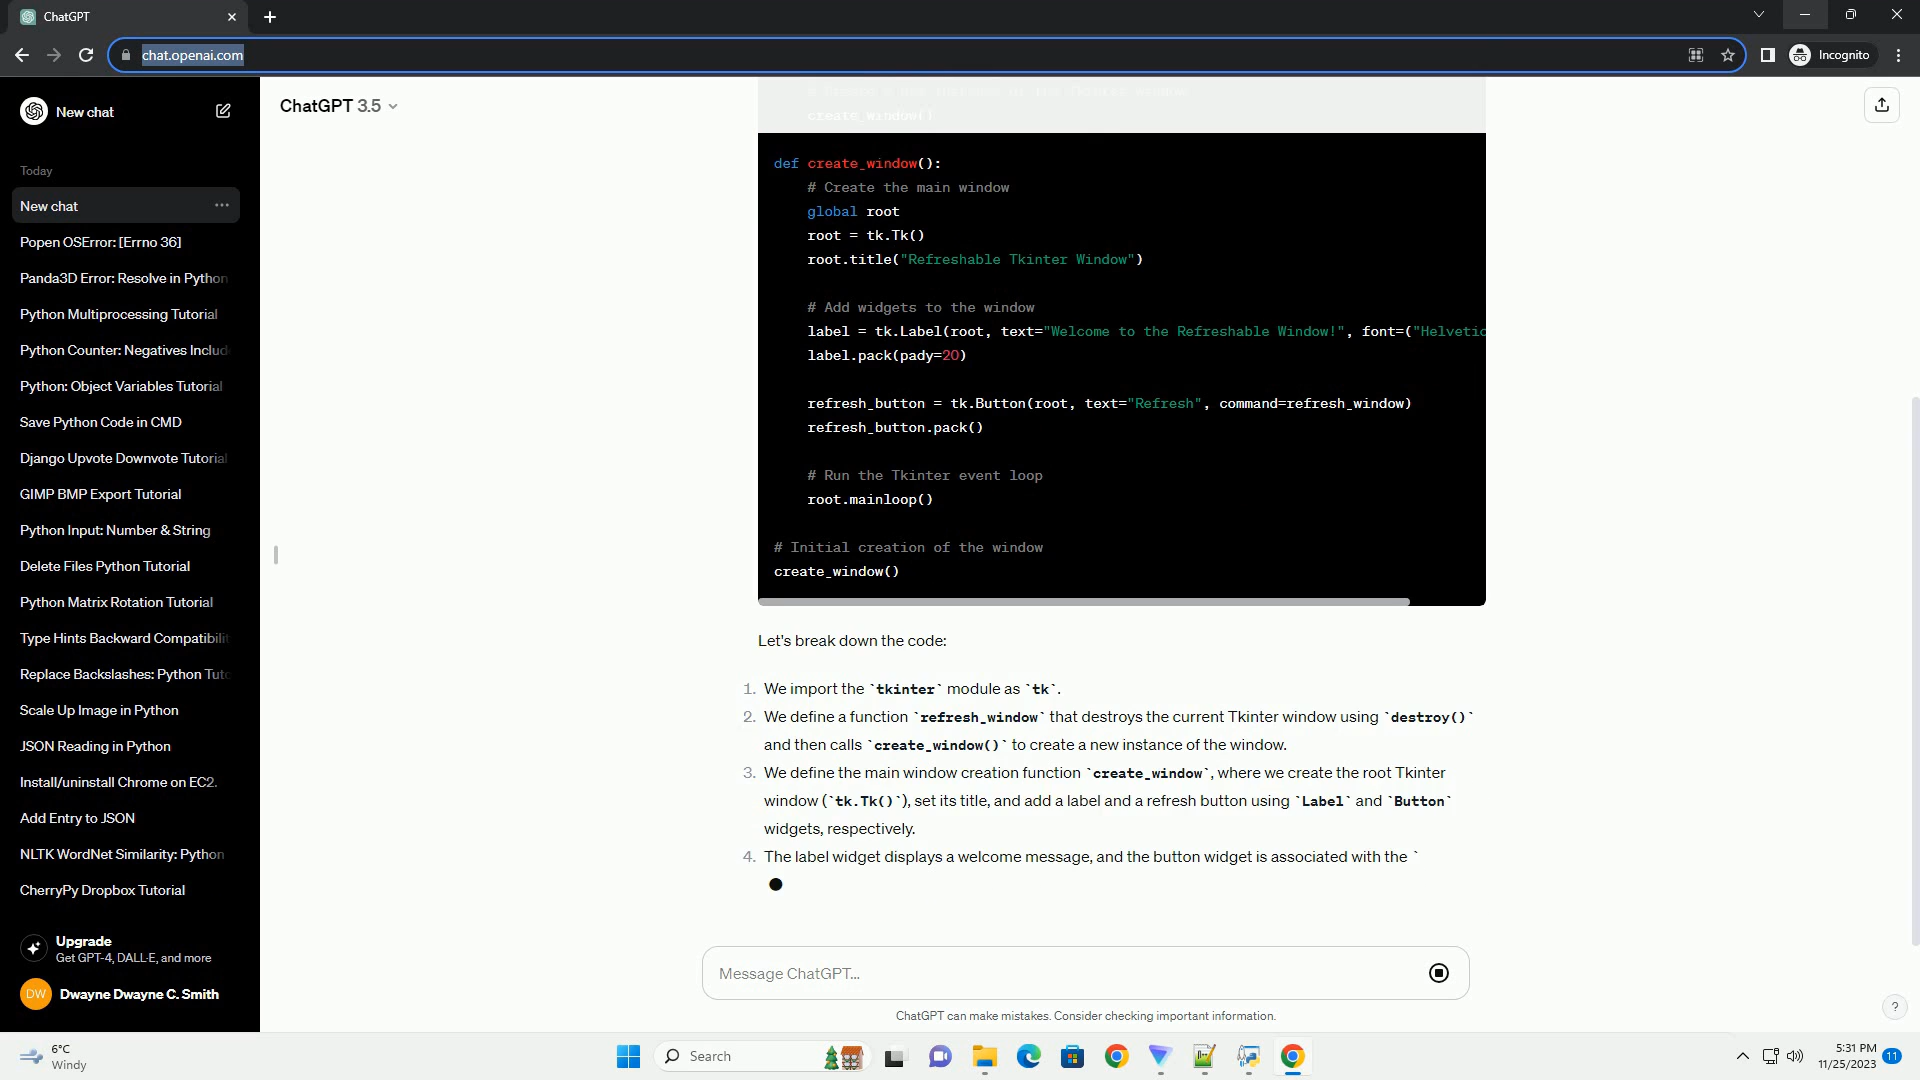 ChatGPT
chat.openai.com
Incognito
New chat
Today
New chat
Popen OSError: [Errno 36]
Panda3D Error: Resolve in Python
Python Multiprocessing Tutorial
Python Counter: Negatives Includ
Python: Object Variables Tutorial
Save Python Code in CMD
Django Upvote Downvote Tutorial
GIMP BMP Export Tutorial
Python Input: Number & String
Delete Files Python Tutorial
Python Matrix Rotation Tutorial
Type Hints Backward Compatibilit
Replace Backslashes: Python Tuto
Scale Up Image in Python
JSON Reading in Python
Install/uninstall Chrome on EC2.
Add Entry to JSON
NLTK WordNet Similarity: Python
CherryPy Dropbox Tutorial
Upgrade
Get GPT-4, DALL·E, and more
DW
Dwayne Dwayne C. Smith
ChatGPT 3.5
create_window()
def create_window():
# Create the main window
global root
root = tk.Tk()
root.title("Refreshable Tkinter Window")
# Add widgets to the window
label = tk.Label(root, text="Welcome to the Refreshable Window!", font=("Helvetic
label.pack(pady=20)
refresh_button = tk.Button(root, text="Refresh", command=refresh_window)
refresh_button.pack()
# Run the Tkinter event loop
root.mainloop()
# Initial creation of the window
create_window()
Let's break down the code:
1. We import the `tkinter` module as `tk`.
2. We define a function `refresh_window` that destroys the current Tkinter window using `destroy()`
and then calls `create_window()` to create a new instance of the window.
3. We define the main window creation function `create_window`, where we create the root Tkinter
window (`tk.Tk()`), set its title, and add a label and a refresh button using `Label` and `Button`
widgets, respectively.
4. The label widget displays a welcome message, and the button widget is associated with the `
Message ChatGPT...
ChatGPT can make mistakes. Consider checking important information.
?
6°C
Windy
Search
5:31 PM
11/25/2023
11